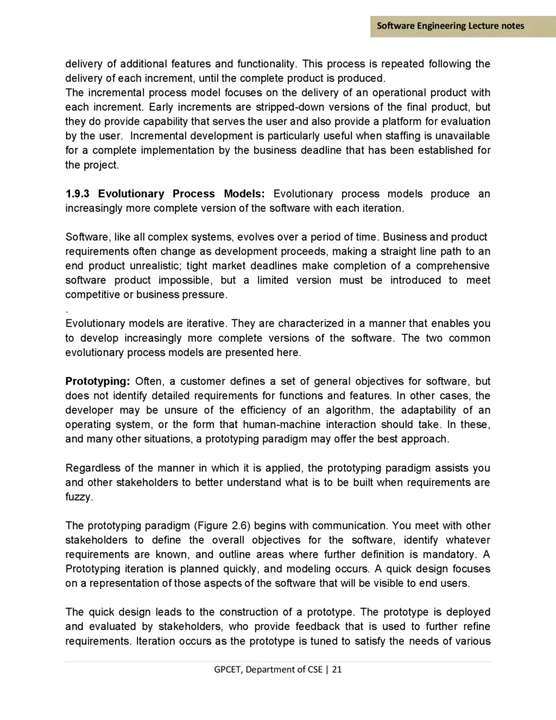 Software Engineering Lecture notes
delivery of additional features and functionality. This process is repeated following the
delivery of each increment, until the complete product is produced.
The incremental process model focuses on the delivery of an operational product with
each increment. Early increments are stripped-down versions of the final product, but
they do provide capability that serves the user and also provide a platform for evaluation
by the user. Incremental development is particularly useful when staffing is unavailable
for a complete implementation by the business deadline that has been established for
the project.
1.9.3 Evolutionary Process Models: Evolutionary process models produce an
increasingly more complete version of the software with each iteration.
Software, like all complex systems, evolves over a period of time. Business and product
requirements often change as development proceeds, making a straight line path to an
end product unrealistic; tight market deadlines make completion of a comprehensive
software product impossible, but a limited version must be introduced to meet
competitive or business pressure.
.
Evolutionary models are iterative. They are characterized in a manner that enables you
to develop increasingly more complete versions of the software. The two common
evolutionary process models are presented here.
Prototyping: Often, a customer defines a set of general objectives for software, but
does not identify detailed requirements for functions and features. In other cases, the
developer may be unsure of the efficiency of an algorithm, the adaptability of an
operating system, or the form that human-machine interaction should take. In these,
and many other situations, a prototyping paradigm may offer the best approach.
Regardless of the manner in which it is applied, the prototyping paradigm assists you
and other stakeholders to better understand what is to be built when requirements are
fuzzy.
The prototyping paradigm (Figure 2.6) begins with communication. You meet with other
stakeholders to define the overall objectives for the software, identify whatever
requirements are known, and outline areas where further definition is mandatory. A
Prototyping iteration is planned quickly, and modeling occurs. A quick design focuses
on a representation of those aspects of the software that will be visible to end users.
The quick design leads to the construction of a prototype. The prototype is deployed
and evaluated by stakeholders, who provide feedback that is used to further refine
requirements. Iteration occurs as the prototype is tuned to satisfy the needs of various
GPCET, Department of CSE | 21